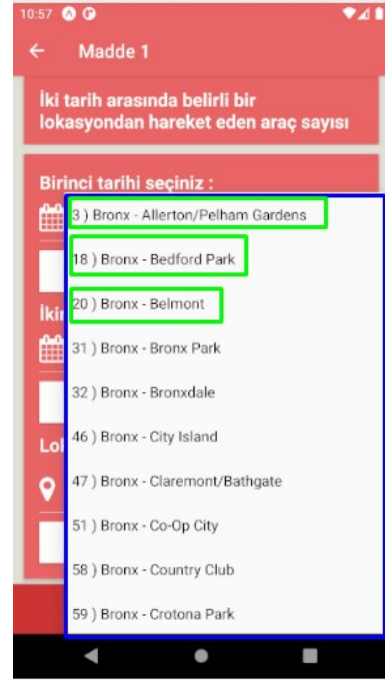 10:57
Madde 1
İki tarih arasında belirli bir
lokasyondan hareket eden araç sayısı
Birinci tarihi seçiniz :
3 ) Bronx - Allerton/Pelham Gardens
18 ) Bronx - Bedford Park
20 ) Bronx - Belmont
31 ) Bronx - Bronx Park
32 ) Bronx - Bronxdale
46 ) Bronx - City Island
47 ) Bronx - Claremont/Bathgate
51 ) Bronx - Co-Op City
58 ) Bronx - Country Club
59 ) Bronx - Crotona Park